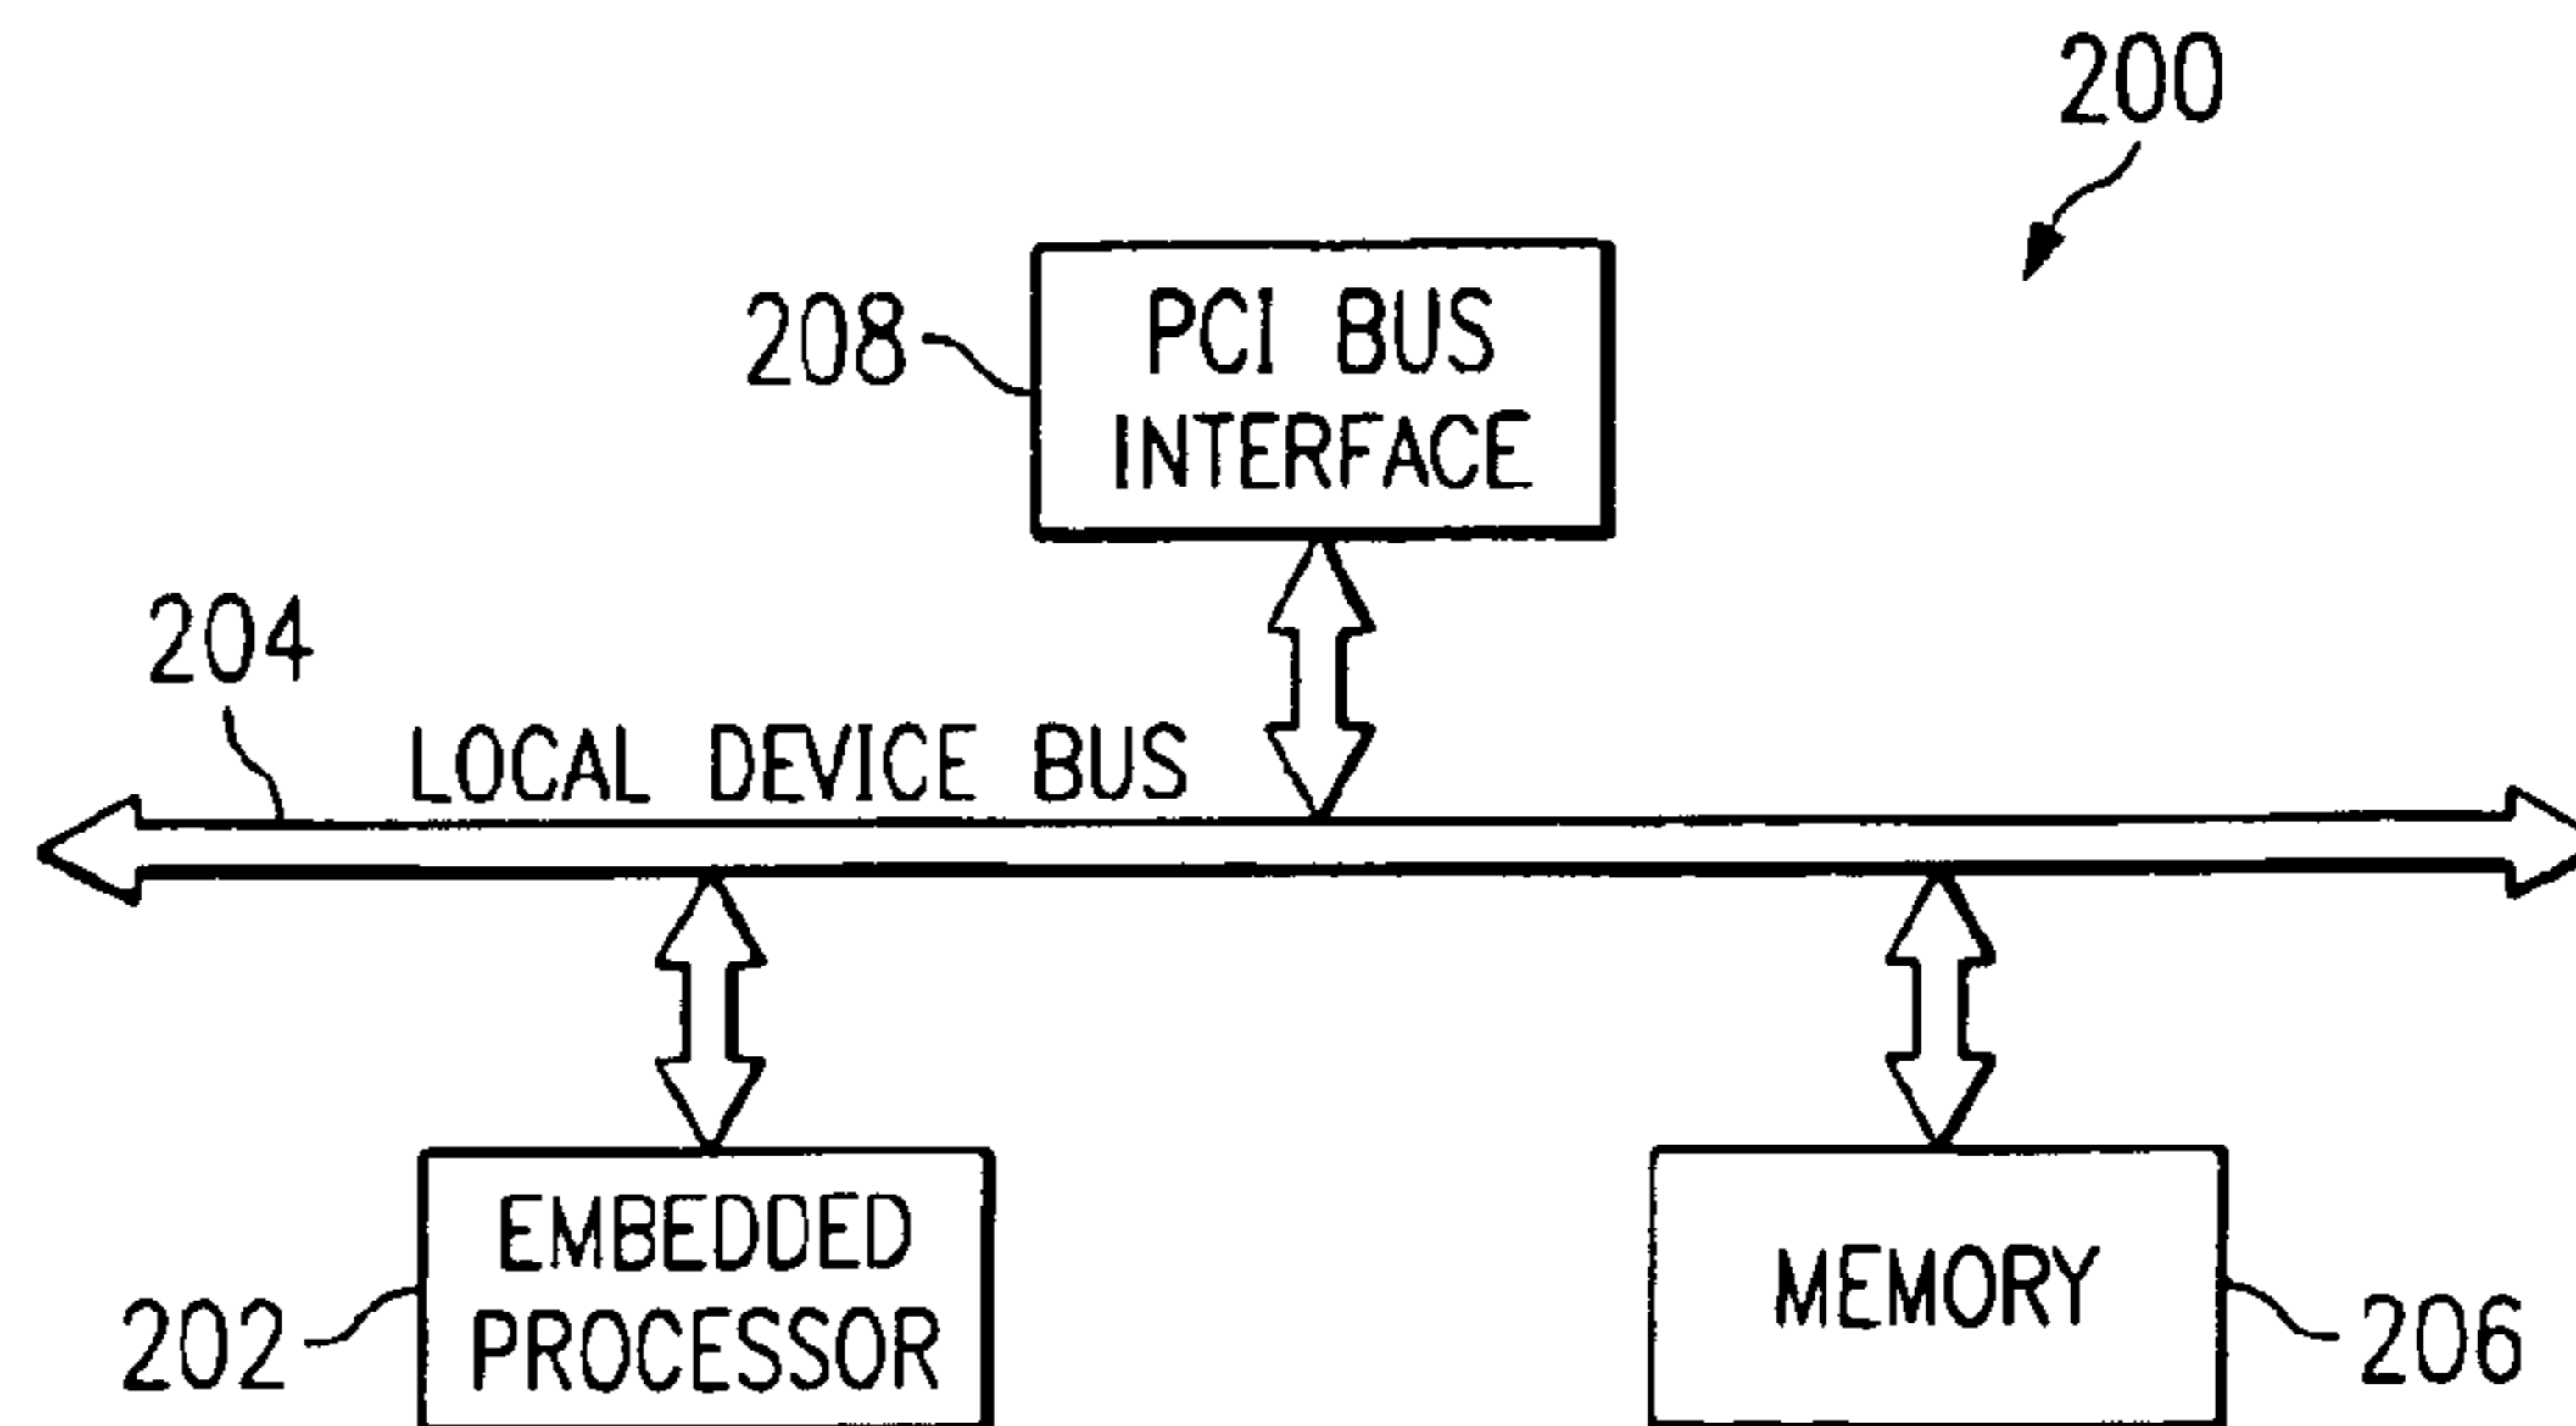 200
208
PCI BUS
INTERFACE
204
LOCAL DEVICE BUS
EMBEDDED
PROCESSOR
202
MEMORY
206